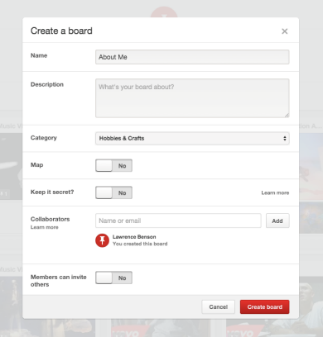 Create a board
Name
About Me
Description
What's your board about?
Category
Hobbies & Crafts
Map
No
Keep it secret?
No
Learn more
Collaborators
Learn more
Name or email
Add
Lawrence Benson
You created this board
Members can invite
others
No
Cancel
Create board